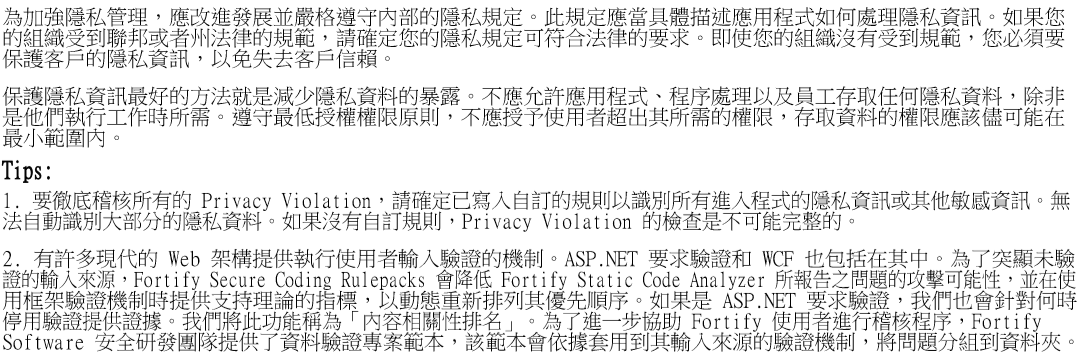 為加強隱私管理，應改進發展並嚴格遵守內部的隱私規定。此規定應當具體描述應用程式如何處理隱私資訊。如果您
的組織受到聯邦或者州法律的規範，請確定您的隱私規定可符合法律的要求。即使您的組織沒有受到規範，您必須要
保護客戶的隱私資訊，以免失去客戶信賴。
保護隱私資訊最好的方法就是減少隱私資料的暴露。不應允許應用程式、程序處理以及員工存取任何隱私資料，除非
是他們執行工作時所需。遵守最低授權權限原則，不應授予使用者超出其所需的權限，存取資料的權限應該儘可能在
最小範圍內。
Tips:
1. 要徹底稽核所有的 Privacy Violation，請確定已寫入自訂的規則以識別所有進入程式的隱私資訊或其他敏感資訊。無
法自動識別大部分的隱私資料。如果沒有自訂規則，Privacy Violation 的檢查是不可能完整的。
2. 有許多現代的 Web 架構提供執行使用者輸入驗證的機制。ASP.NET 要求驗證和 WCF 也包括在其中。為了突顯未驗
證的輸入來源，Fortify Secure Coding Rulepacks 會降低 Fortify Static Code Analyzer 所報告之問題的攻擊可能性，並在使
用框架驗證機制時提供支持理論的指標，以動態重新排列其優先順序。如果是 ASP.NET 要求驗證，我們也會針對何時
停用驗證提供證據。我們將此功能稱為「內容相關性排名」。為了進一步協助 Fortify 使用者進行稽核程序，Fortify
Software 安全研發團隊提供了資料驗證專案範本，該範本會依據套用到其輸入來源的驗證機制，將問題分組到資料夾。